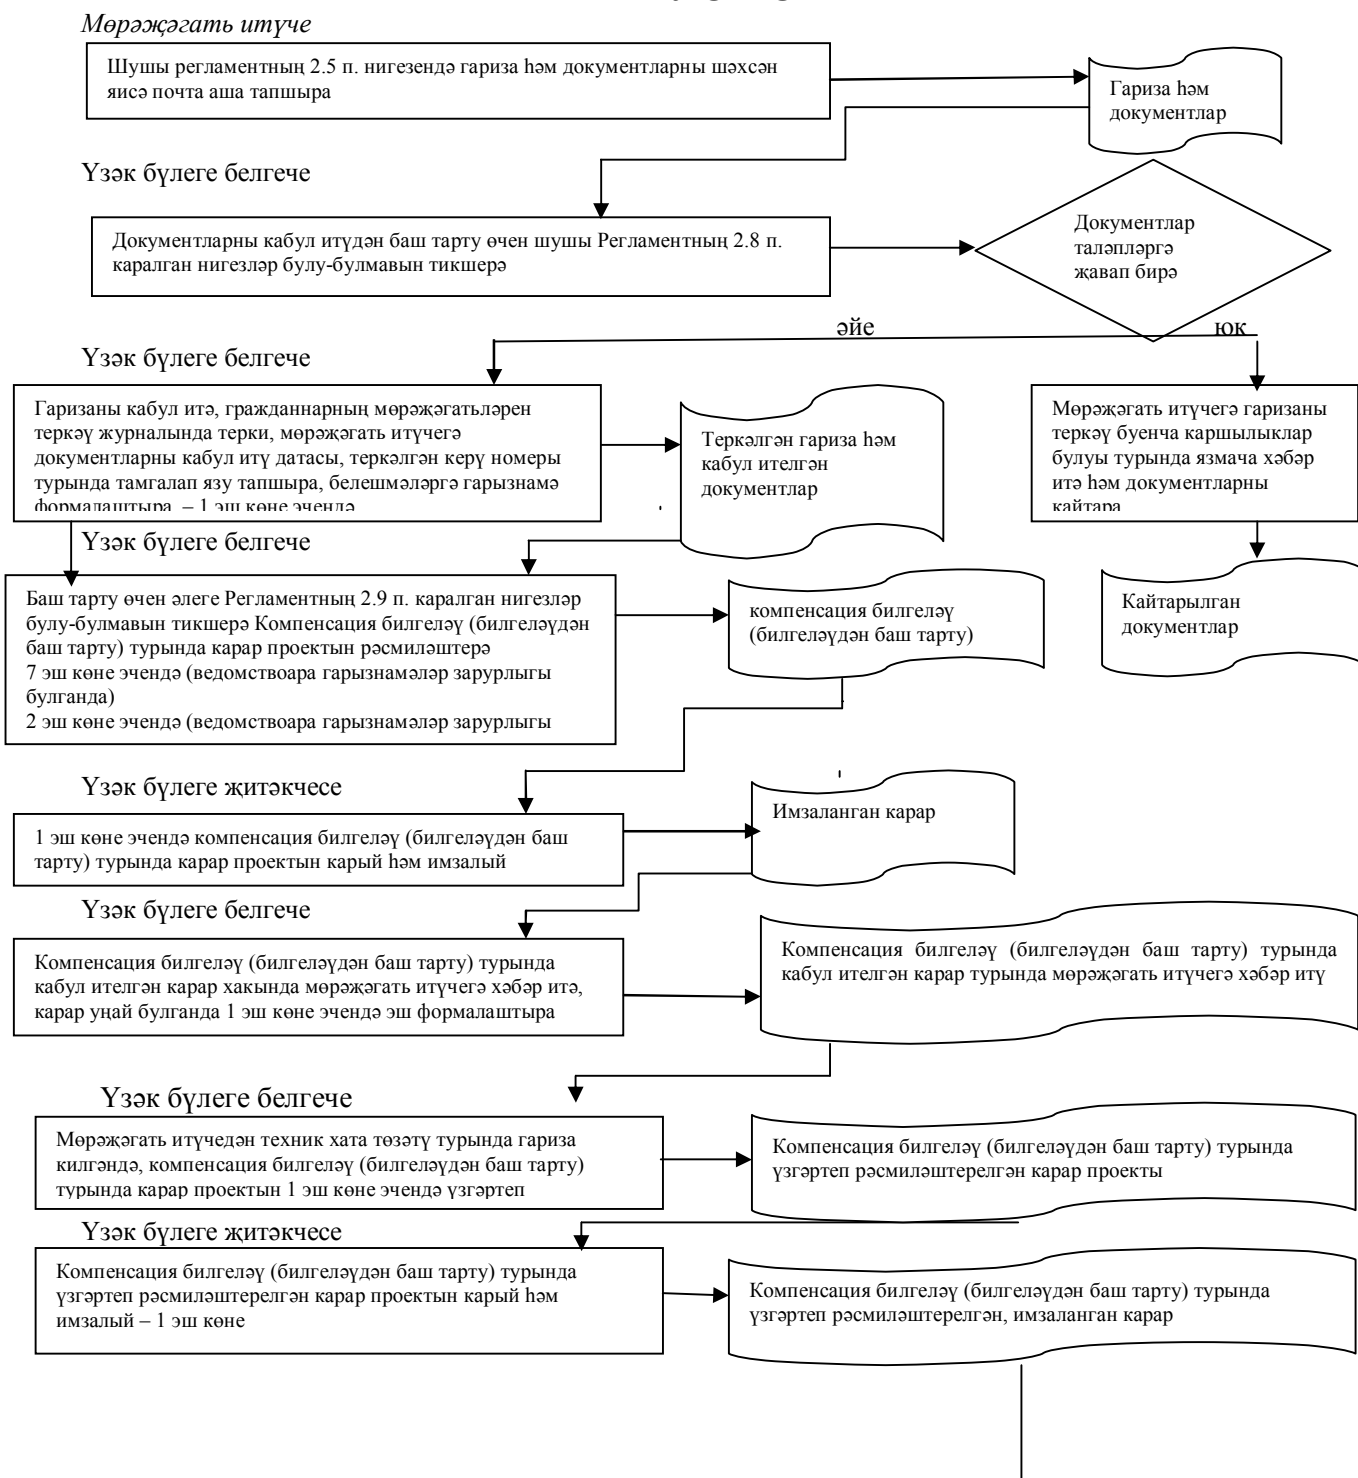 Мөрәҗәгать итүче
Шушы регламентның 2.5 п. нигезендә гариза һәм документларны шәхсән
яисә почта аша тапшыра
Гариза һәм
документлар
Үзәк бүлеге белгече
Документларны кабул итүдән баш тарту өчен шушы Регламентның 2.8 п.
каралган нигезләр булу-булмавын тикшерә
Документлар
таләпләргә
җавап бирә
әйе
юк
Үзәк бүлеге белгече
Гаризаны кабул итә, гражданнарның мөрәҗәгатьләрен
теркәү журналында терки, мөрәҗәгать итүчегә
документларны кабул итү датасы, теркәлгән керү номеры
турында тамгалап язу тапшыра, белешмәләргә гарызнамә
формалаштыра – 1 эш көне эчендә
Теркәлгән гариза һәм
кабул ителгән
документлар
Мөрәҗәгать итүчегә гаризаны
теркәү буенча каршылыклар
булуы турында язмача хәбәр
итә һәм документларны
кайтара
Үзәк бүлеге белгече
Баш тарту өчен әлеге Регламентның 2.9 п. каралган нигезләр
булу-булмавын тикшерә Компенсация билгеләү (билгеләүдән
баш тарту) турында карар проектын рәсмиләштерә
7 эш көне эчендә (ведомствоара гарызнамәләр зарурлыгы
булганда)
2 эш көне эчендә (ведомствоара гарызнамәләр зарурлыгы
компенсация билгеләү
(билгеләүдән баш тарту)
Кайтарылган
документлар
Үзәк бүлеге җитәкчесе
1 эш көне эчендә компенсация билгеләү (билгеләүдән баш
тарту) турында карар проектын карый һәм имзалый
Имзаланган карар
Үзәк бүлеге белгече
Компенсация билгеләү (билгеләүдән баш тарту) турында
кабул ителгән карар хакында мөрәҗәгать итүчегә хәбәр итә,
карар уңай булганда 1 эш көне эчендә эш формалаштыра
Компенсация билгеләү (билгеләүдән баш тарту) турында
кабул ителгән карар турында мөрәҗәгать итүчегә хәбәр итү
Үзәк бүлеге белгече
Мөрәҗәгать итүчедән техник хата төзәтү турында гариза
килгәндә, компенсация билгеләү (билгеләүдән баш тарту)
турында карар проектын 1 эш көне эчендә үзгәртеп
Компенсация билгеләү (билгеләүдән баш тарту) турында
үзгәртеп рәсмиләштерелгән карар проекты
Үзәк бүлеге җитәкчесе
Компенсация билгеләү (билгеләүдән баш тарту) турында
үзгәртеп рәсмиләштерелгән карар проектын карый һәм
имзалый – 1 эш көне
Компенсация билгеләү (билгеләүдән баш тарту) турында
үзгәртеп рәсмиләштерелгән, имзаланган карар